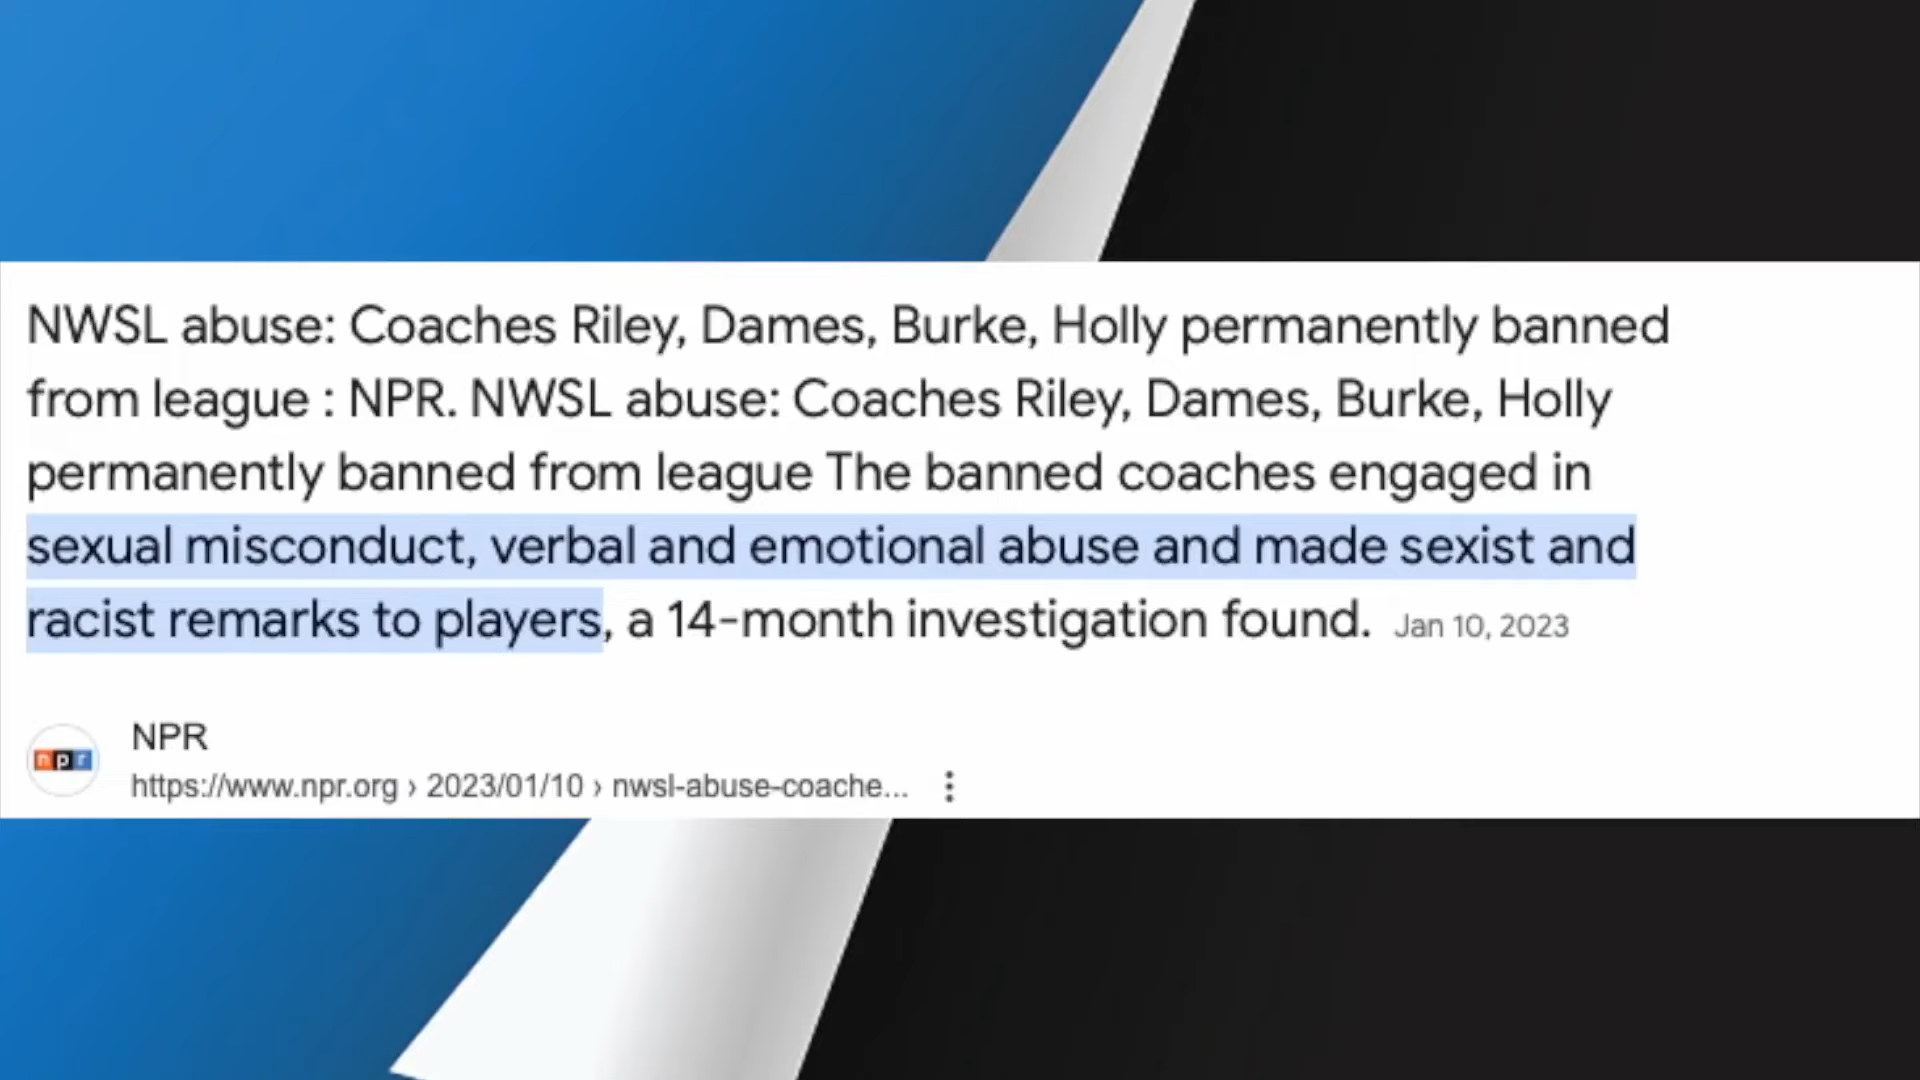 NWSL abuse: Coaches Riley, Dames, Burke, Holly permanently banned
from league : NPR. NWSL abuse: Coaches Riley, Dames, Burke, Holly
permanently banned from league The banned coaches engaged in
sexual misconduct, verbal and emotional abuse and made sexist and
racist remarks to players, a 14-month investigation found. Jan 10, 2023
NPR
npr
https://www.npr.org › 2023/01/10 › nwsl-abuse-coache...